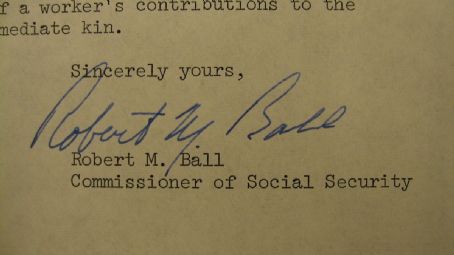 f a worker's contributions to the
mediate kin.
Sincerely yours,
Robert M. Ball
Robert M. Ball
Commissioner of Social Security